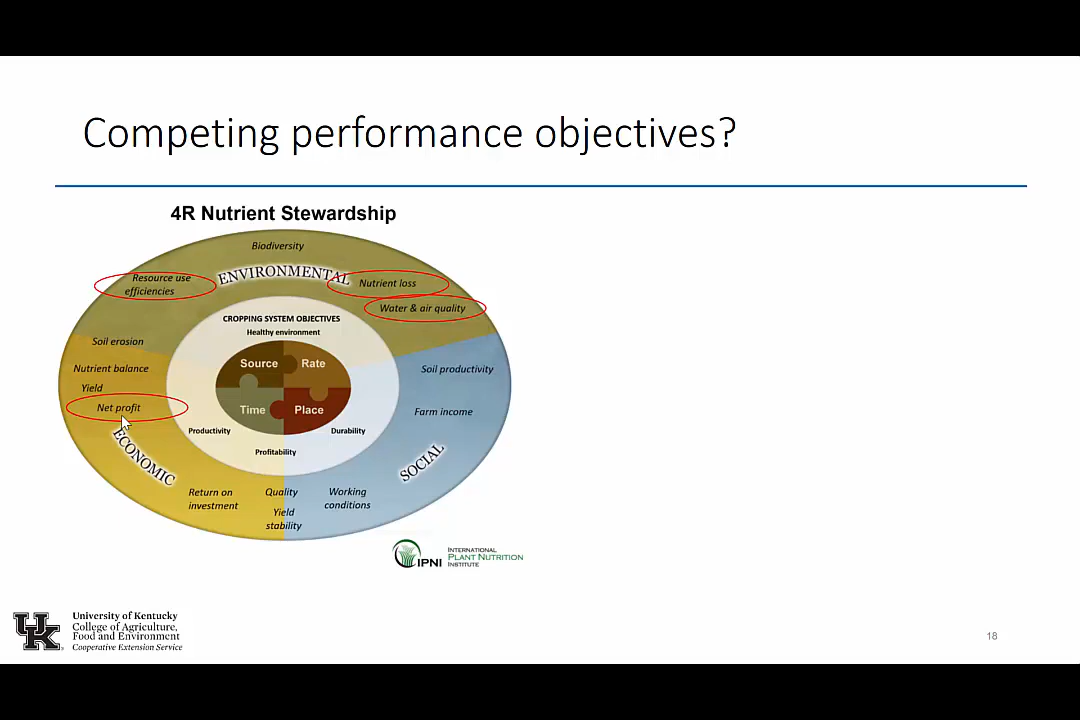 Competing performance objectives?
4R Nutrient Stewardship
Biodiversity
ENVIRONMENTAL
Resource use
efficiencies
Nutrient loss
Water & air quality
CROPPING SYSTEM OBJECTIVES
Healthy environment
Soil erosion
Nutrient balance
Yield
Net profit
Source
Rate
Time
Place
Soil productivity
Farm income
Productivity
Durability
Profitability
ECONOMIC
SOCIAL
Return on
investment
Quality
Yield
stability
Working
conditions
IPNI
INTERNATIONAL
PLANT NUTRITION
INSTITUTE
UK
University of Kentucky
College of Agriculture,
Food and Environment
Cooperative Extension Service
18